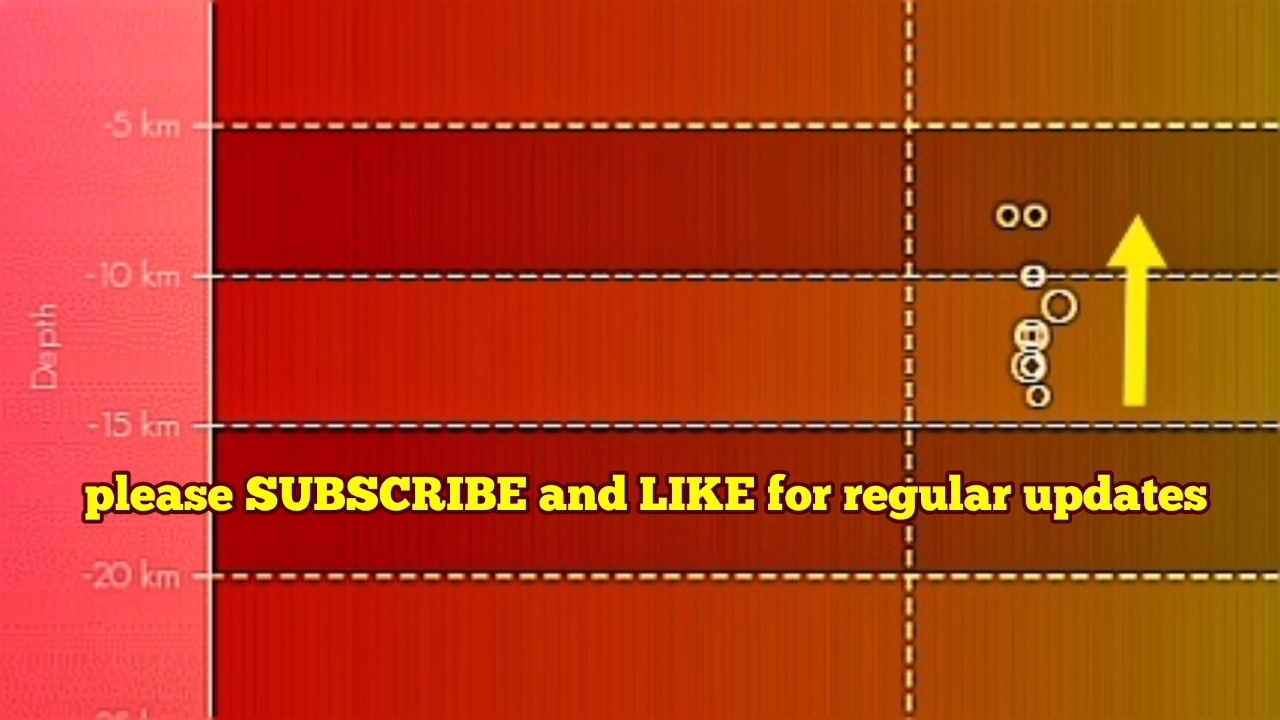 -5 km
-10 km
Depth
-15 km
please SUBSCRIBE and LIKE for regular updates
-20 km